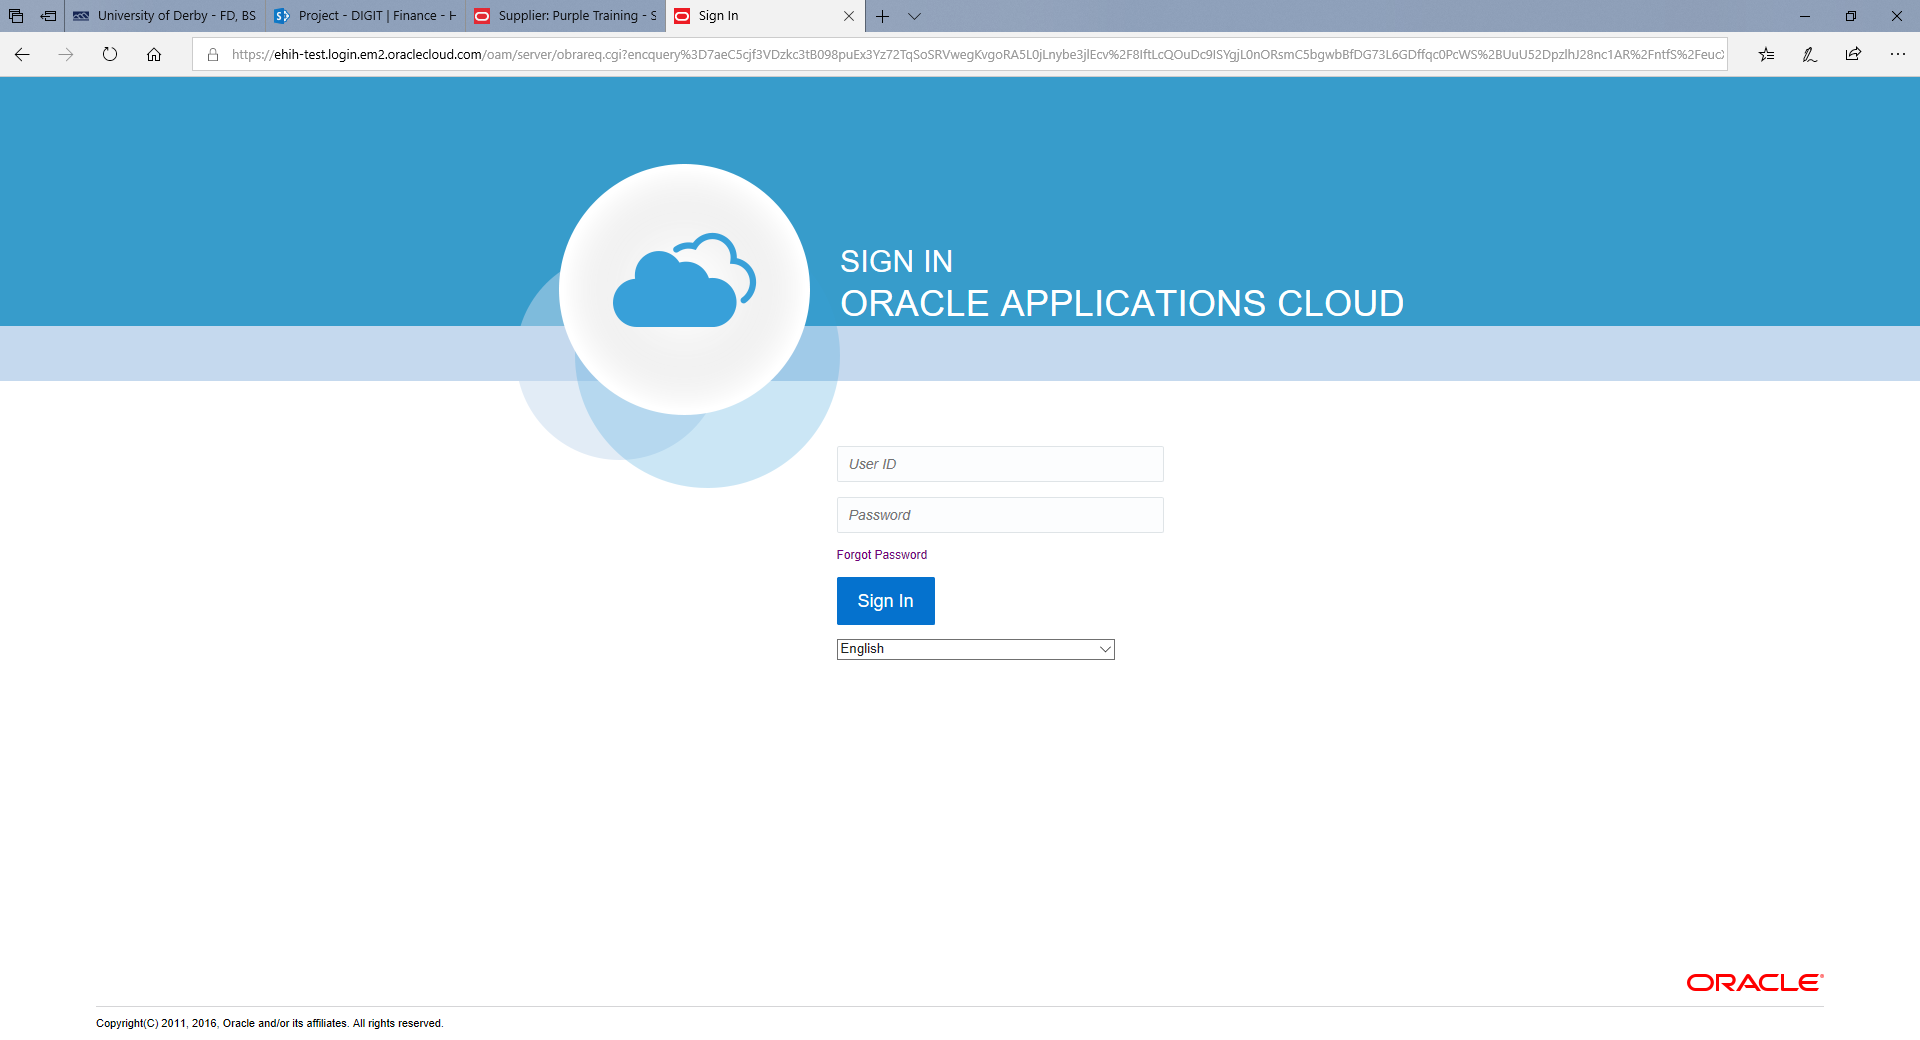 University of Derby - FD, BS
Project - DIGIT | Finance - H
Supplier: Purple Training - S
Sign In
https://ehih-test.login.em2.oraclecloud.com/oam/server/obrareq.cgi?encquery%3D7aeC5cjf3VDzkc3tB098puEx3Yz72TqSoSRVwegKvgoRA5L0jLnybe3jlEcv%2F8IftLcQOuDc9ISYgjL0nORsmC5bgwbBfDG73L6GDffqc0PcWS%2BUuU52DpzlhJ28nc1AR%2FntfS%2Feuc
SIGN IN
ORACLE APPLICATIONS CLOUD
User ID
Password
Forgot Password
Sign In
English
ORACLE
Copyright(C) 2011, 2016, Oracle and/or its affiliates. All rights reserved.